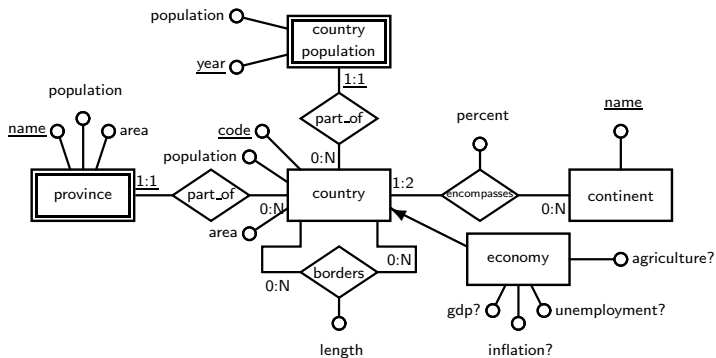 population
country
population
year
1:1
population
name
area
part_of
code
population
0:N
percent
name
province
1:1
part_of
0:N
country
1:2
encompasses
0:N
continent
area
0:N
borders
0:N
economy
agriculture?
gdp?
unemployment?
inflation?
length